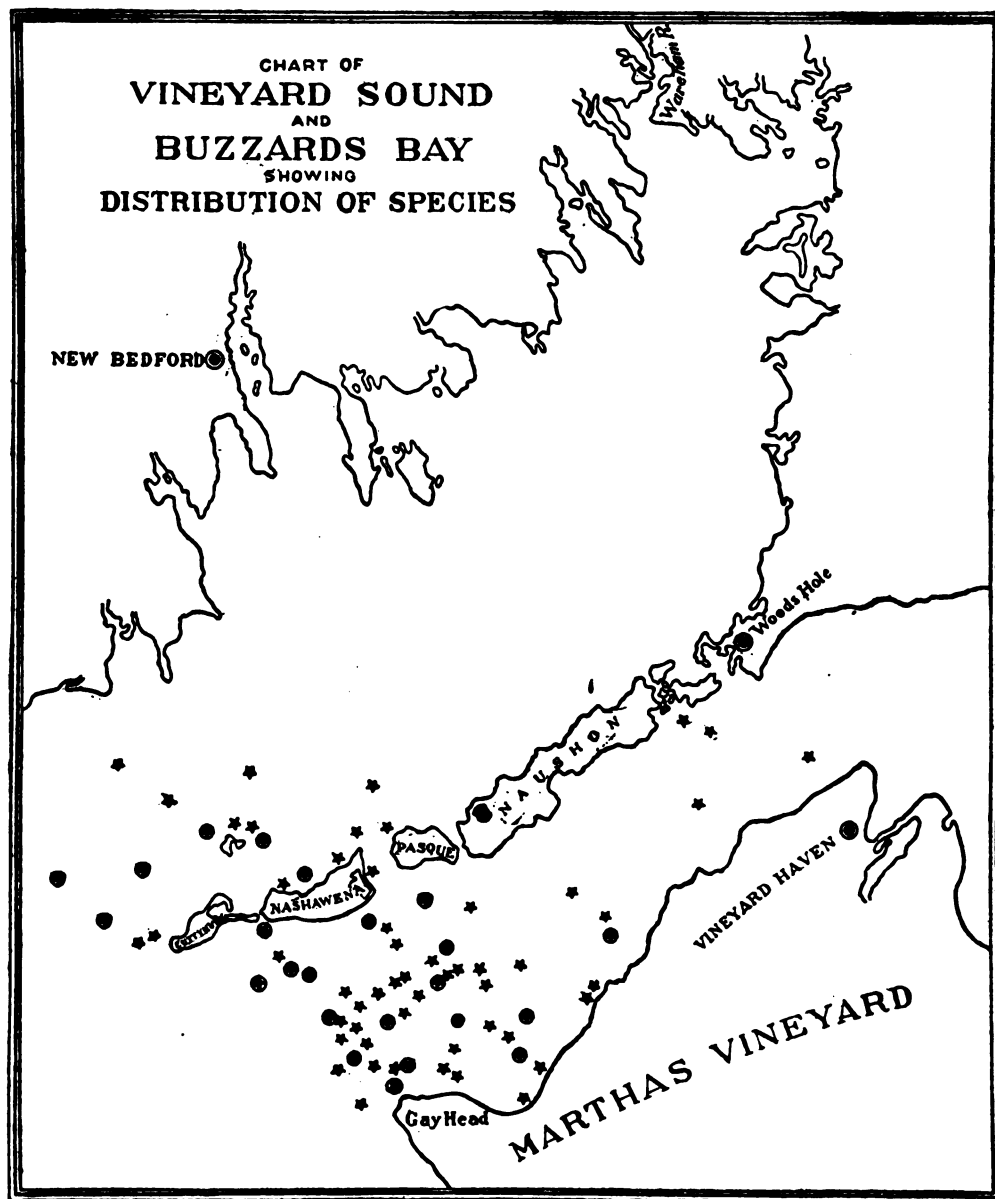 CHART OF
VINEYARD SOUND
AND
BUZZARDS BAY
SHOWING
DISTRIBUTION OF SPECIES
Wareham R.
NEW BEDFORD
Woods Hole
NAUSHON
PASQUE
NASHAWENA
VINEYARD HAVEN
MARTHAS VINEYARD
Gay Head